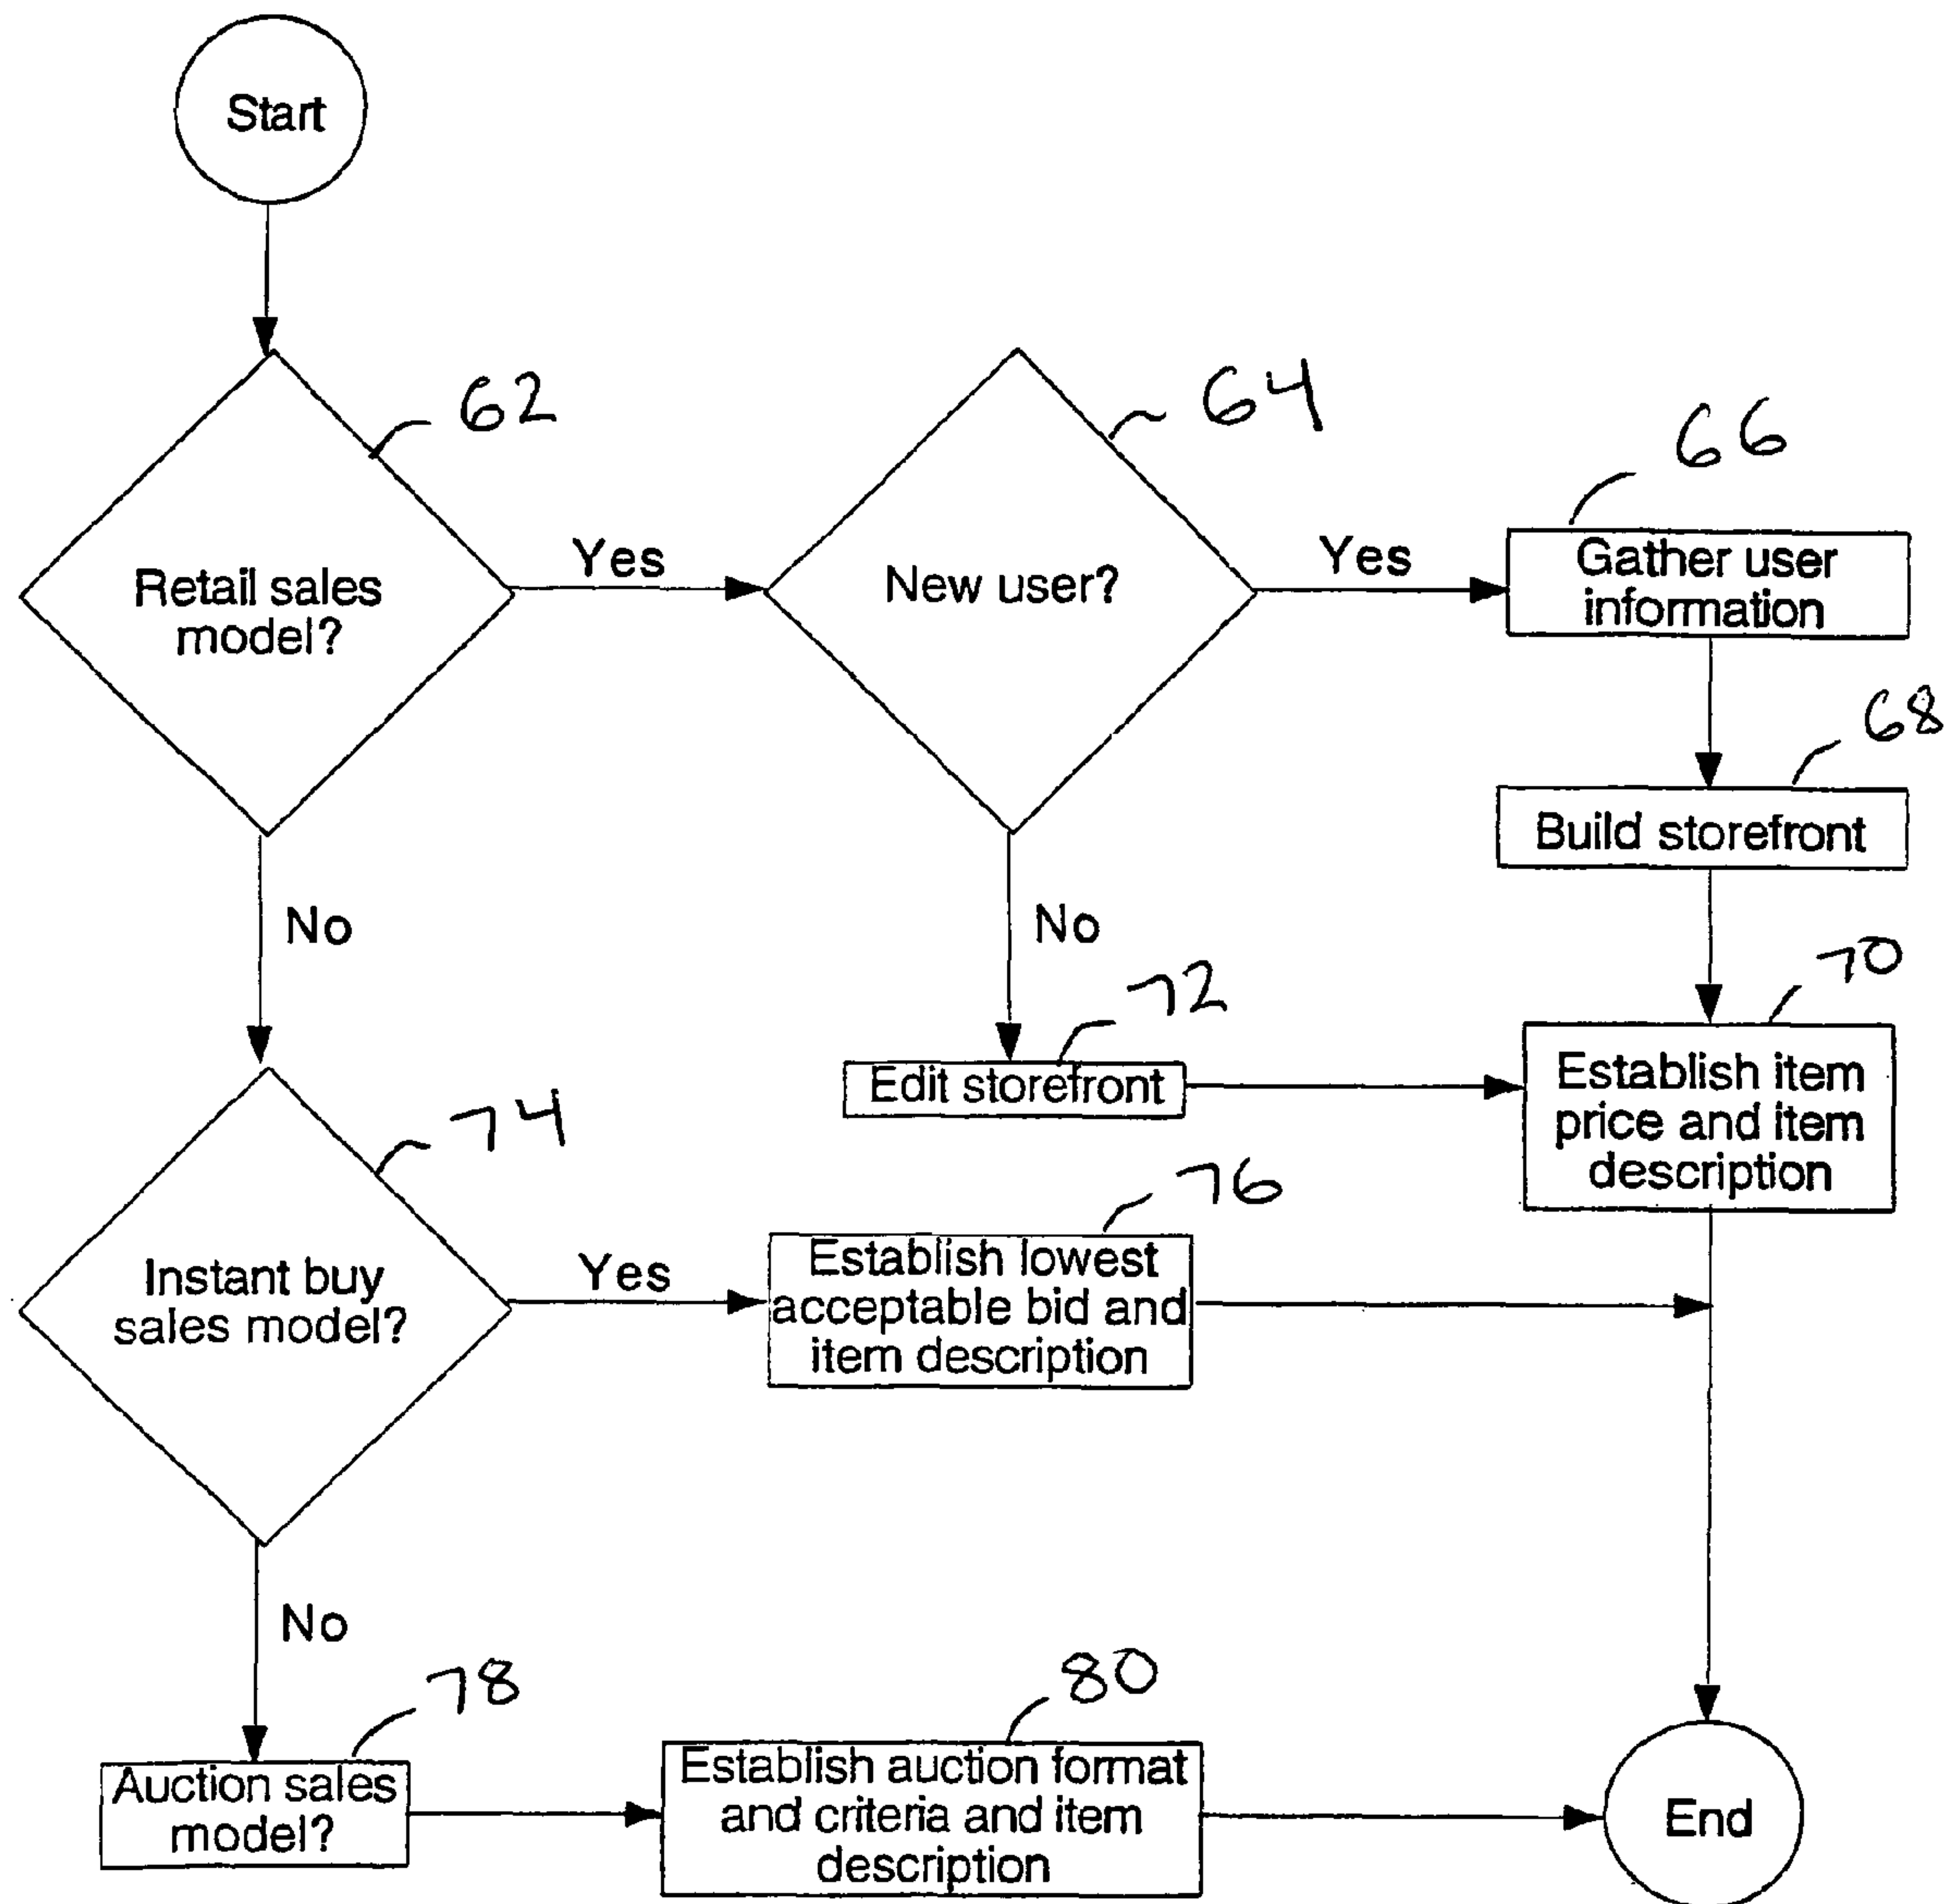 Start
62
64
66
Retail sales
model?
Yes
New user?
Yes
Gather user
information
68
Build storefront
No
No
70
72
Edit storefront
Establish item
price and item
description
74
76
Instant buy
sales model?
Yes
Establish lowest
acceptable bid and
item description
No
78
80
Auction sales
model?
Establish auction format
and criteria and item
description
End